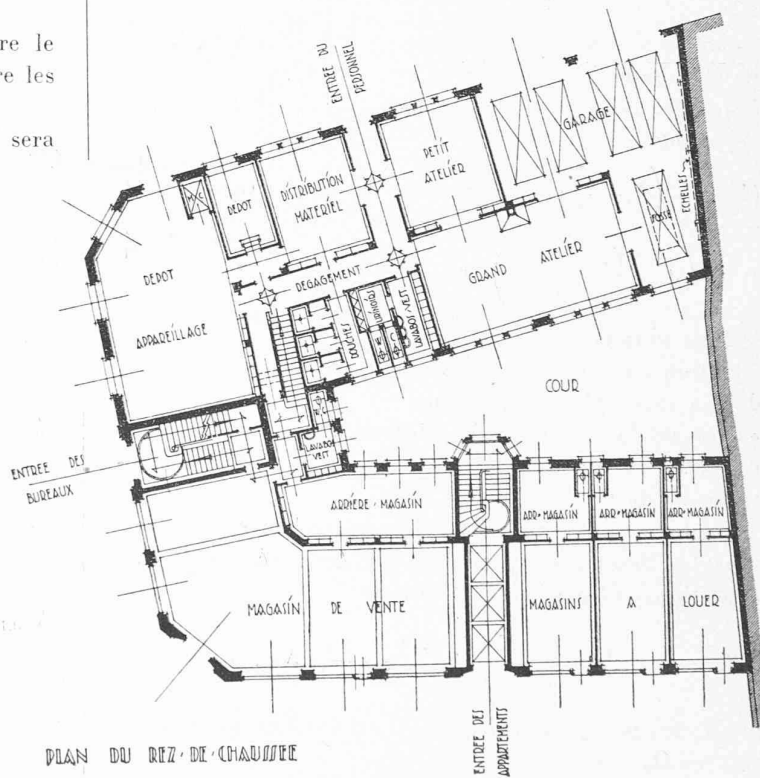 re le
re les
sera
ENTREE DU
PERSONNEL
GARAGE
PETIT
ATELIER
ECHELLES
FOSSE
M.C
DEPOT
DISTRIBUTION
MATERIEL
GRAND ATELIER
DEPOT
APPAREILLAGE
DEGAGEMENT
DOUCHES
URINOIRS
LAVABOS-VEST
COUR
ENTREE DES
BUREAUX
LAVABOS
VEST
ARRIÈRE-MAGASIN
ARR-MAGASIN
ARR-MAGASIN
ARR-MAGASIN
MAGASIN DE VENTE
MAGASINS A LOUER
ENTREE DES
APPARTEMENTS
PLAN DU REZ-DE-CHAUSSEE